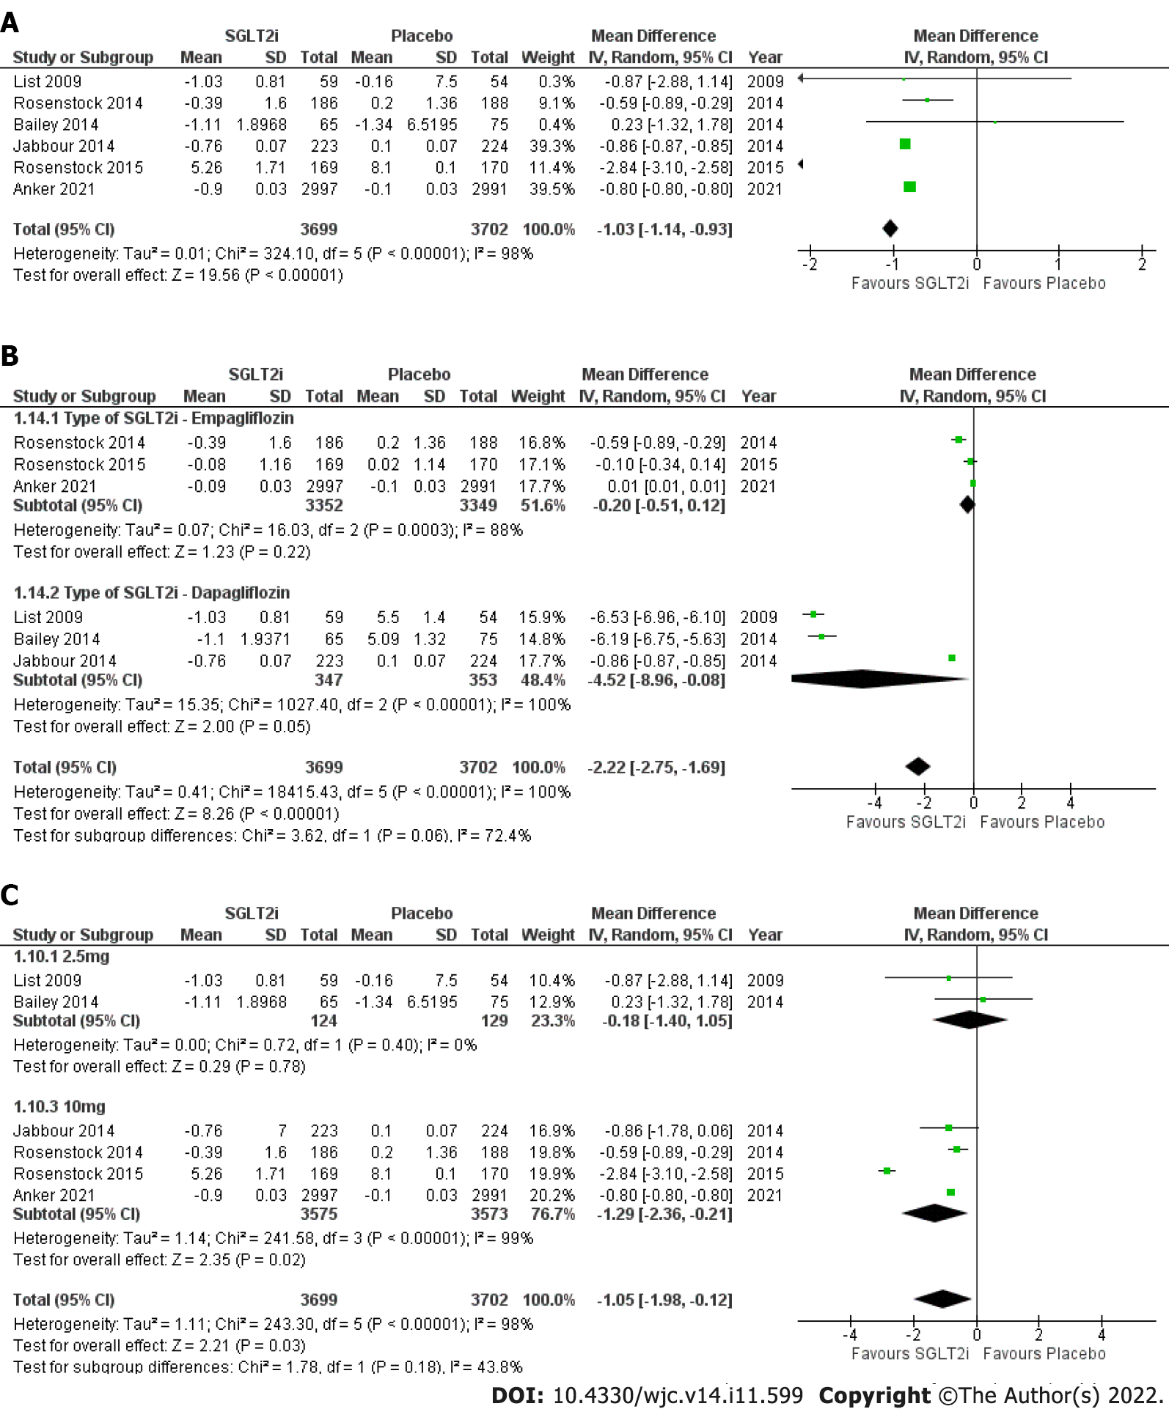 A
SGLT2i Placebo Mean Difference Mean Difference
Study or Subgroup Mean SD Total Mean SD Total Weight IV, Random, 95% CI Year IV, Random, 95% CI
List 2009 -1.03 0.81 59 -0.16 7.5 54 0.3% -0.87 [-2.88, 1.14] 2009
Rosenstock 2014 -0.39 1.6 186 0.2 1.36 188 9.1% -0.59 [-0.89, -0.29] 2014
Bailey 2014 -1.11 1.8968 65 -1.34 6.5195 75 0.4% 0.23 [-1.32, 1.78] 2014
Jabbour 2014 -0.76 0.07 223 0.1 0.07 224 39.3% -0.86 [-0.87, -0.85] 2014
Rosenstock 2015 5.26 1.71 169 8.1 0.1 170 11.4% -2.84 [-3.10, -2.58] 2015
Anker 2021 -0.9 0.03 2997 -0.1 0.03 2991 39.5% -0.80 [-0.80, -0.80] 2021
Total (95% CI) 3699 3702 100.0% -1.03 [-1.14, -0.93]
Heterogeneity: Tau² = 0.01; Chi² = 324.10, df = 5 (P < 0.00001); I² = 98%
Test for overall effect: Z = 19.56 (P < 0.00001)
-2 -1 0 1 2
Favours SGLT2i Favours Placebo
B
SGLT2i Placebo Mean Difference Mean Difference
Study or Subgroup Mean SD Total Mean SD Total Weight IV, Random, 95% CI Year IV, Random, 95% CI
1.14.1 Type of SGLT2i - Empagliflozin
Rosenstock 2014 -0.39 1.6 186 0.2 1.36 188 16.8% -0.59 [-0.89, -0.29] 2014
Rosenstock 2015 -0.08 1.16 169 0.02 1.14 170 17.1% -0.10 [-0.34, 0.14] 2015
Anker 2021 -0.09 0.03 2997 -0.1 0.03 2991 17.7% 0.01 [0.01, 0.01] 2021
Subtotal (95% CI) 3352 3349 51.6% -0.20 [-0.51, 0.12]
Heterogeneity: Tau² = 0.07; Chi² = 16.03, df = 2 (P = 0.0003); I² = 88%
Test for overall effect: Z = 1.23 (P = 0.22)
1.14.2 Type of SGLT2i - Dapagliflozin
List 2009 -1.03 0.81 59 5.5 1.4 54 15.9% -6.53 [-6.96, -6.10] 2009
Bailey 2014 -1.1 1.9371 65 5.09 1.32 75 14.8% -6.19 [-6.75, -5.63] 2014
Jabbour 2014 -0.76 0.07 223 0.1 0.07 224 17.7% -0.86 [-0.87, -0.85] 2014
Subtotal (95% CI) 347 353 48.4% -4.52 [-8.96, -0.08]
Heterogeneity: Tau² = 15.35; Chi² = 1027.40, df = 2 (P < 0.00001); I² = 100%
Test for overall effect: Z = 2.00 (P = 0.05)
Total (95% CI) 3699 3702 100.0% -2.22 [-2.75, -1.69]
Heterogeneity: Tau² = 0.41; Chi² = 18415.43, df = 5 (P < 0.00001); I² = 100%
Test for overall effect: Z = 8.26 (P < 0.00001)
Test for subgroup differences: Chi² = 3.62, df = 1 (P = 0.06), I² = 72.4%
-4 -2 0 2 4
Favours SGLT2i Favours Placebo
C
SGLT2i Placebo Mean Difference Mean Difference
Study or Subgroup Mean SD Total Mean SD Total Weight IV, Random, 95% CI Year IV, Random, 95% CI
1.10.1 2.5mg
List 2009 -1.03 0.81 59 -0.16 7.5 54 10.4% -0.87 [-2.88, 1.14] 2009
Bailey 2014 -1.11 1.8968 65 -1.34 6.5195 75 12.9% 0.23 [-1.32, 1.78] 2014
Subtotal (95% CI) 124 129 23.3% -0.18 [-1.40, 1.05]
Heterogeneity: Tau² = 0.00; Chi² = 0.72, df = 1 (P = 0.40); I² = 0%
Test for overall effect: Z = 0.29 (P = 0.78)
1.10.3 10mg
Jabbour 2014 -0.76 7 223 0.1 0.07 224 16.9% -0.86 [-1.78, 0.06] 2014
Rosenstock 2014 -0.39 1.6 186 0.2 1.36 188 19.8% -0.59 [-0.89, -0.29] 2014
Rosenstock 2015 5.26 1.71 169 8.1 0.1 170 19.9% -2.84 [-3.10, -2.58] 2015
Anker 2021 -0.9 0.03 2997 -0.1 0.03 2991 20.2% -0.80 [-0.80, -0.80] 2021
Subtotal (95% CI) 3575 3573 76.7% -1.29 [-2.36, -0.21]
Heterogeneity: Tau² = 1.14; Chi² = 241.58, df = 3 (P < 0.00001); I² = 99%
Test for overall effect: Z = 2.35 (P = 0.02)
Total (95% CI) 3699 3702 100.0% -1.05 [-1.98, -0.12]
Heterogeneity: Tau² = 1.11; Chi² = 243.30, df = 5 (P < 0.00001); I² = 98%
Test for overall effect: Z = 2.21 (P = 0.03)
Test for subgroup differences: Chi² = 1.78, df = 1 (P = 0.18), I² = 43.8%
-4 -2 0 2 4
Favours SGLT2i Favours Placebo
DOI: 10.4330/wjc.v14.i11.599 Copyright ©The Author(s) 2022.